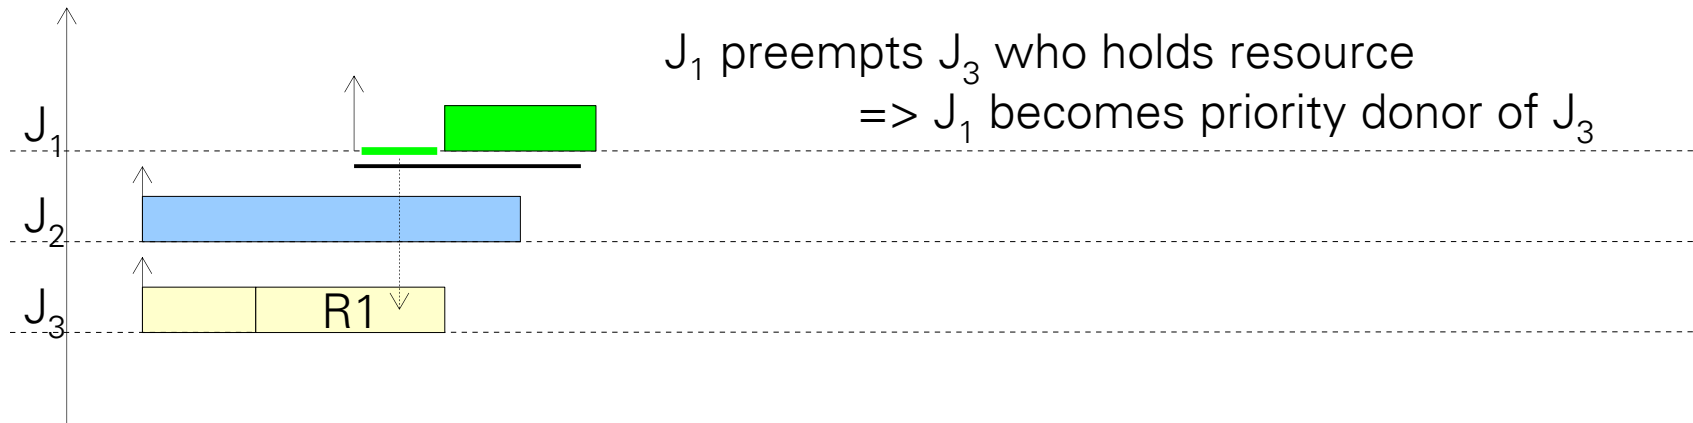 J₁ preempts J₃ who holds resource
=> J₁ becomes priority donor of J₃
J₁
J₂
J₃
R1